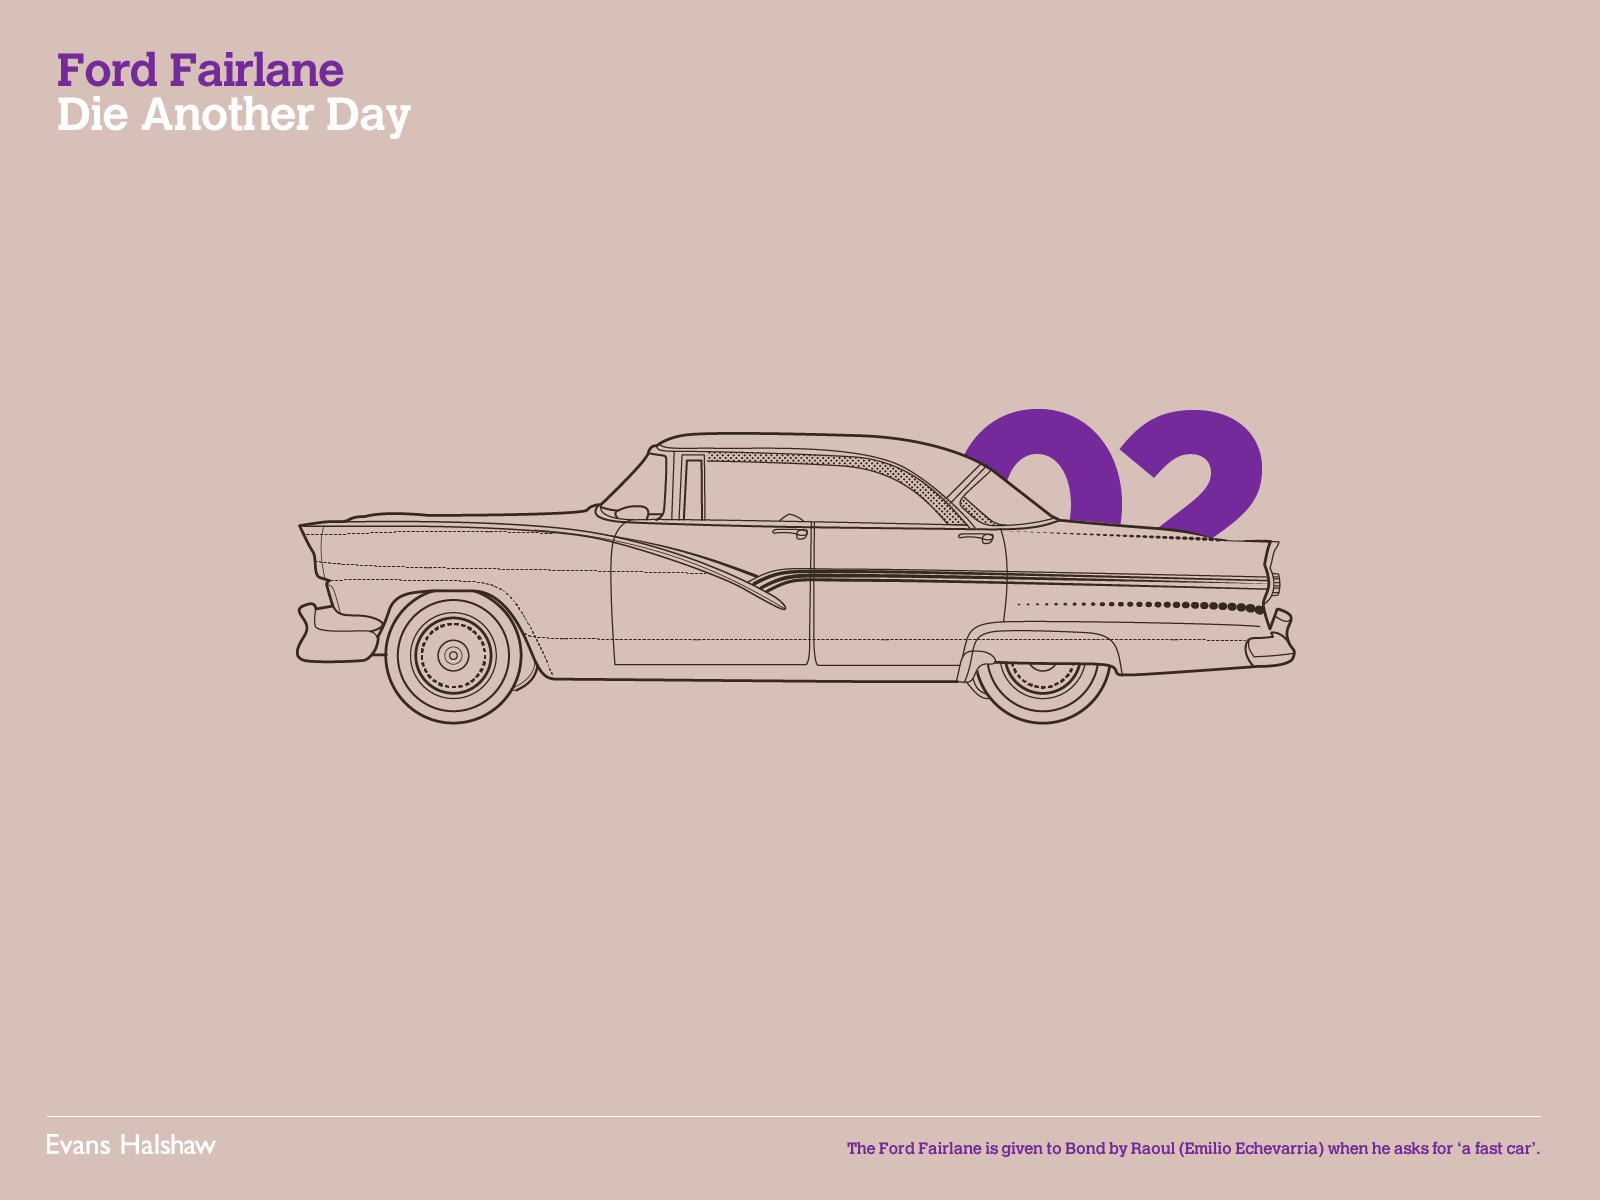 Ford Fairlane
Die Another Day
02
Evans Halshaw
The Ford Fairlane is given to Bond by Raoul (Emilio Echevarria) when he asks for ‘a fast car’.